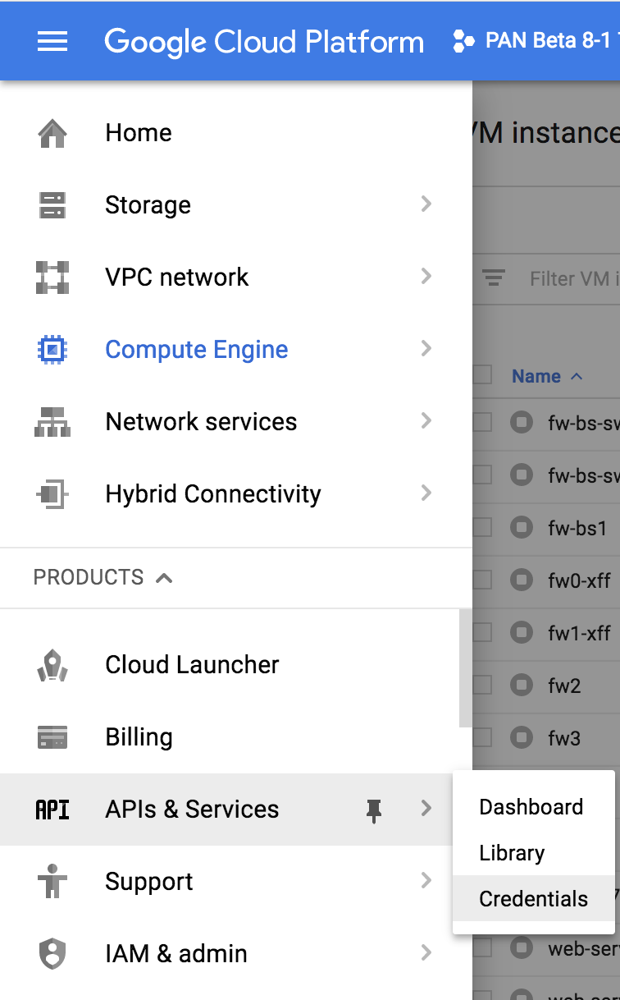 Google Cloud Platform
PAN Beta 8-1
Home
Storage
VPC network
Compute Engine
Network services
Hybrid Connectivity
PRODUCTS
Cloud Launcher
Billing
API APIs & Services
Support
IAM & admin
VM instance
Filter VM i
Name
fw-bs-sw
fw-bs-sw
fw-bs1
fw0-xff
fw1-xff
fw2
fw3
Dashboard
Library
Credentials
web-ser